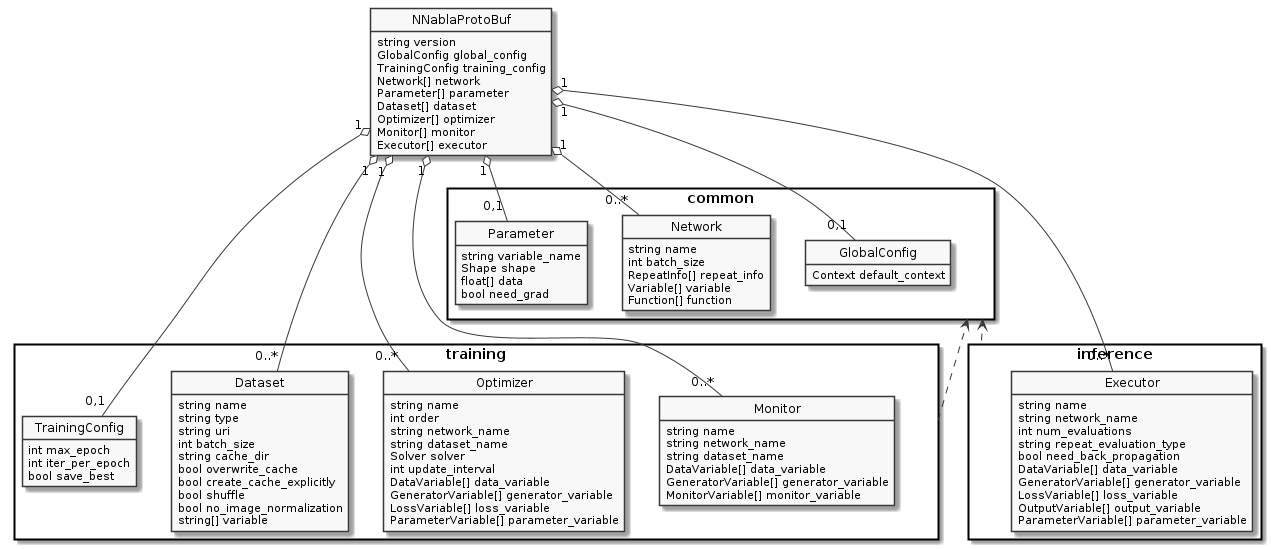 NNablaProtoBuf
string version
GlobalConfig global_config
TrainingConfig training_config
Network[] network
Parameter[] parameter
Dataset[] dataset
Optimizer[] optimizer
Monitor[] monitor
Executor[] executor
1
1
1
1
1
1
1
1
common
0,1
0..*
0,1
Parameter
string variable_name
Shape shape
float[] data
bool need_grad
Network
string name
int batch_size
RepeatInfo[] repeat_info
Variable[] variable
Function[] function
GlobalConfig
Context default_context
training
0,1
0..*
0..*
0..*
TrainingConfig
int max_epoch
int iter_per_epoch
bool save_best
Dataset
string name
string type
string uri
int batch_size
string cache_dir
bool overwrite_cache
bool create_cache_explicitly
bool shuffle
bool no_image_normalization
string[] variable
Optimizer
string name
int order
string network_name
string dataset_name
Solver solver
int update_interval
DataVariable[] data_variable
GeneratorVariable[] generator_variable
LossVariable[] loss_variable
ParameterVariable[] parameter_variable
Monitor
string name
string network_name
string dataset_name
DataVariable[] data_variable
GeneratorVariable[] generator_variable
MonitorVariable[] monitor_variable
inference
0..*
Executor
string name
string network_name
int num_evaluations
string repeat_evaluation_type
bool need_back_propagation
DataVariable[] data_variable
GeneratorVariable[] generator_variable
LossVariable[] loss_variable
OutputVariable[] output_variable
ParameterVariable[] parameter_variable